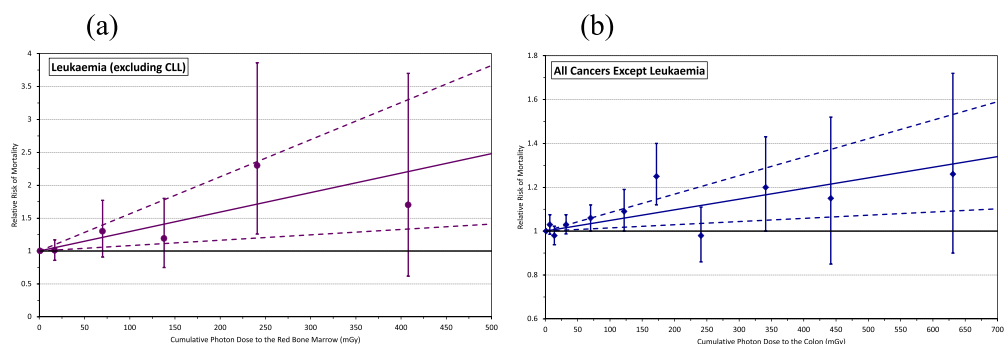 (a)
(b)
Leukaemia (excluding CLL)
Relative Risk of Mortality
4
3.5
3
2.5
2
1.5
1
0.5
0
0 50 100 150 200 250 300 350 400 450 500
Cumulative Photon Dose to the Red Bone Marrow (mGy)
All Cancers Except Leukaemia
Relative Risk of Mortality
1.8
1.6
1.4
1.2
1
0.8
0.6
0 50 100 150 200 250 300 350 400 450 500 550 600 650 700
Cumulative Photon Dose to the Colon (mGy)